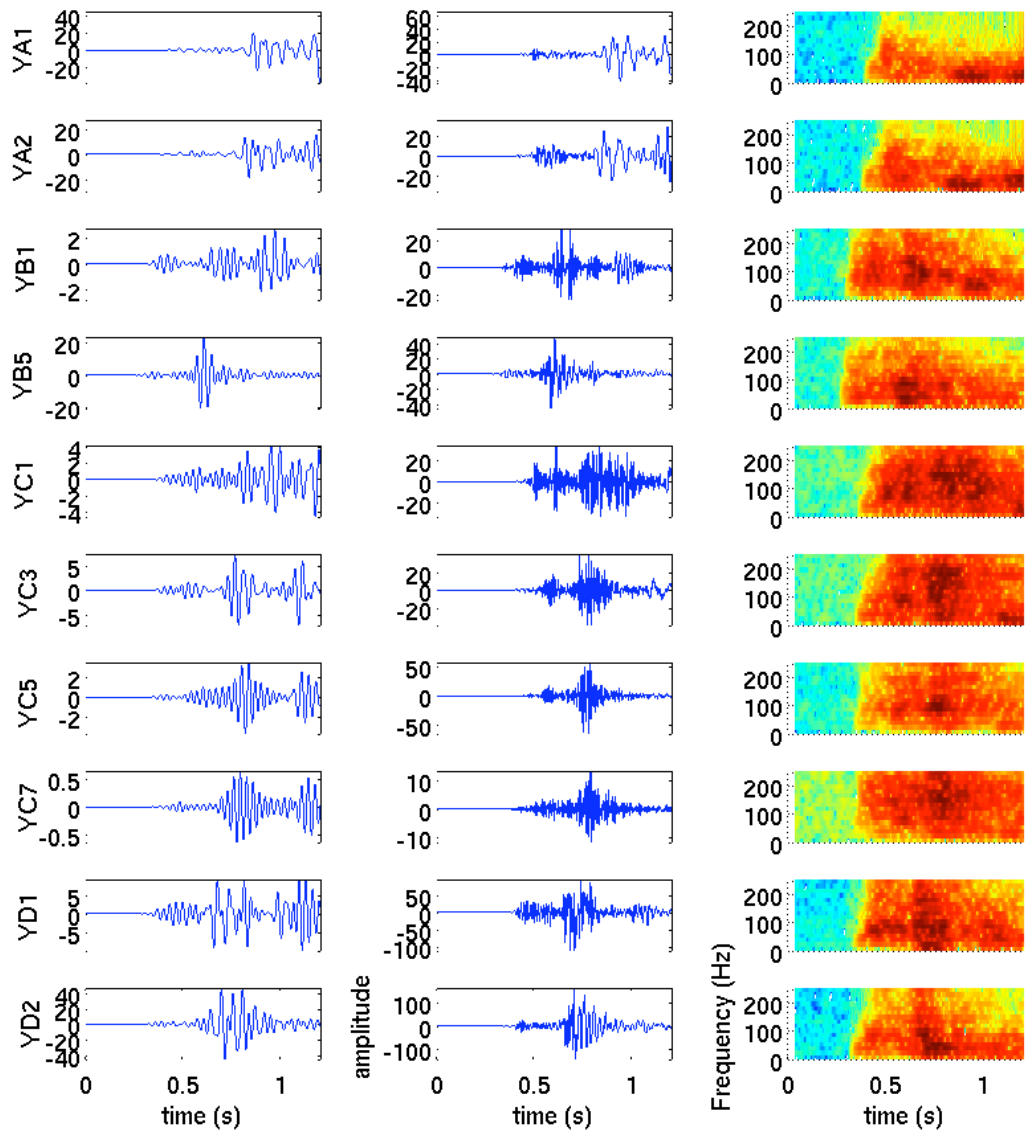 YA1 40 20 0 -20 60 30 0 -40 200 100 0
YA2 20 0 -20 20 0 -20 200 100 0
YB1 2 0 -2 20 0 -20 200 100 0
YB5 20 0 -20 40 20 0 -20 -40 200 100 0
YC1 4 2 0 -2 -4 20 0 -20 200 100 0
YC3 5 0 -5 20 0 -20 200 100 0
YC5 2 0 -2 50 0 -50 200 100 0
YC7 0.5 0 -0.5 10 0 -10 200 100 0
YD1 5 0 -5 50 0 -50 -100 200 100 0
YD2 40 20 0 -20 -40 100 0 -100 200 100 0
amplitude
Frequency (Hz)
0 0.5 1 0 0.5 1 0 0.5 1
time (s) time (s) time (s)